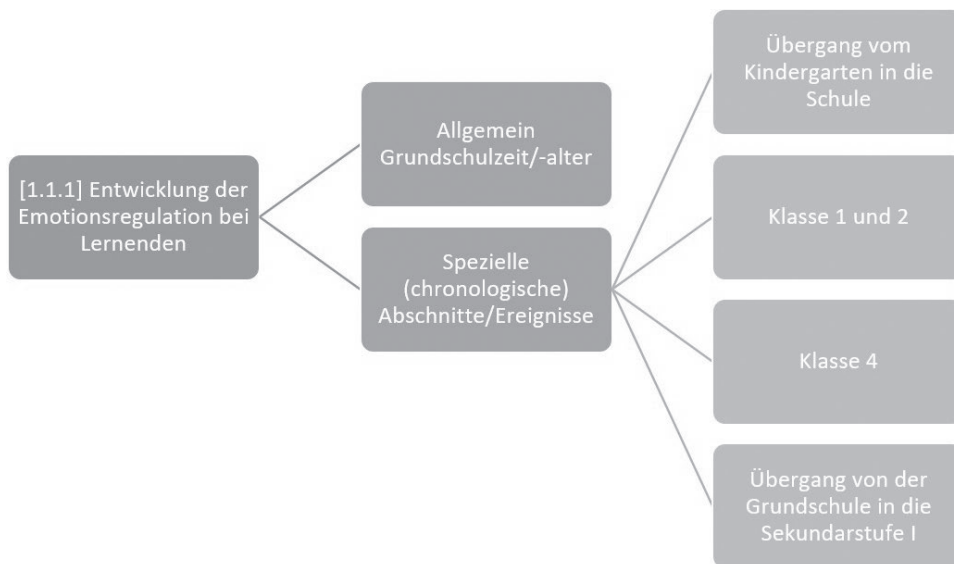 [1.1.1] Entwicklung der
Emotionsregulation bei
Lernenden
Allgemein
Grundschulzeit/-alter
Spezielle
(chronologische)
Abschnitte/Ereignisse
Übergang vom
Kindergarten in die
Schule
Klasse 1 und 2
Klasse 4
Übergang von der
Grundschule in die
Sekundarstufe I